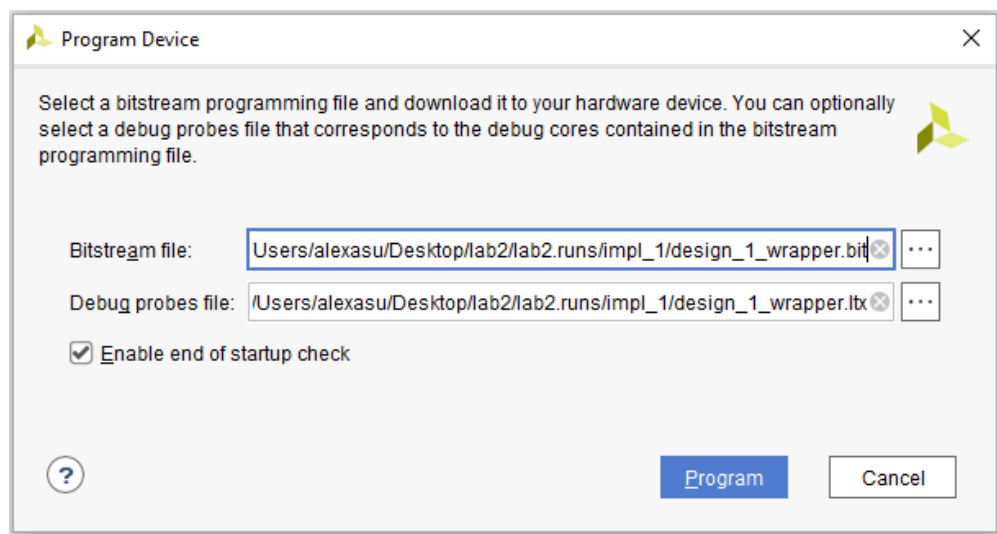 Program Device
Select a bitstream programming file and download it to your hardware device. You can optionally
select a debug probes file that corresponds to the debug cores contained in the bitstream
programming file.
Bitstream file: Users/alexasu/Desktop/lab2/lab2.runs/impl_1/design_1_wrapper.bit ...
Debug probes file: /Users/alexasu/Desktop/lab2/lab2.runs/impl_1/design_1_wrapper.ltx ...
Enable end of startup check
? Program Cancel